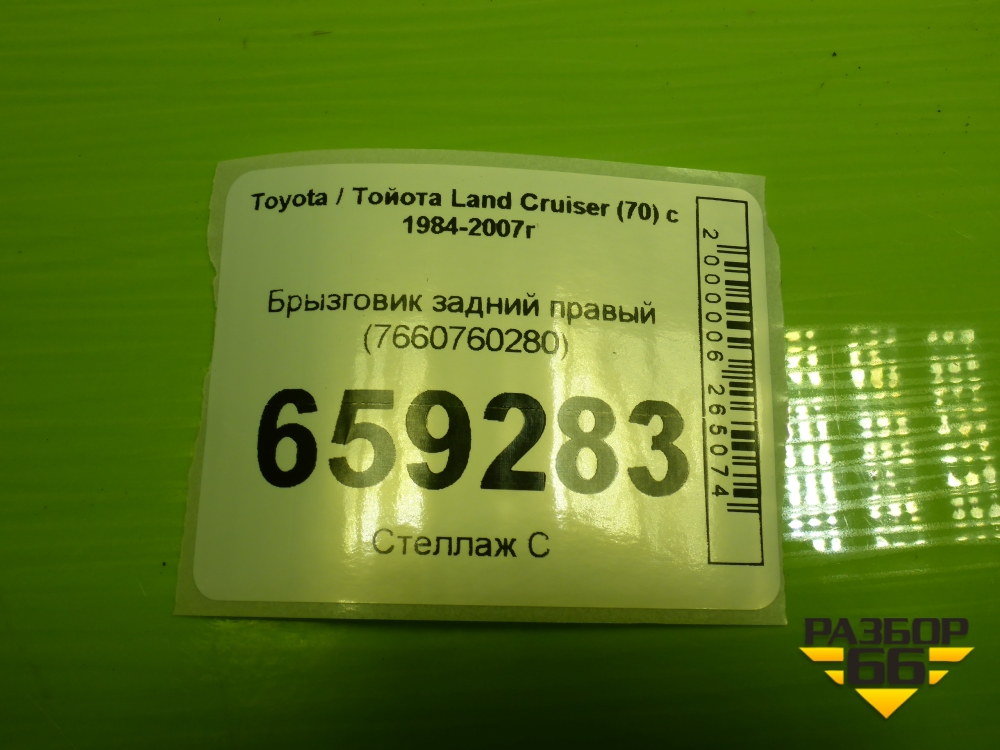 Toyota / Тойота Land Cruiser (70) с
1984-2007г
Брызговик задний правый
(7660760280)
659283
Стеллаж С
2000006265074
РАЗБОР
66